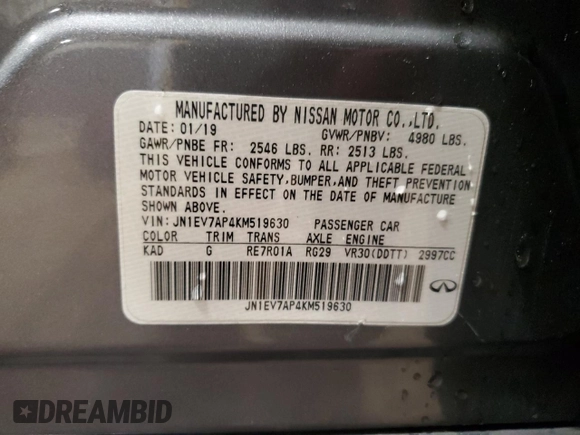 MANUFACTURED BY NISSAN MOTOR CO.,LTD.
DATE: 01/19 GVWR/PNBV: 4980 LBS.
GAWR/PNBE FR: 2546 LBS. RR: 2513 LBS.
THIS VEHICLE CONFORMS TO ALL APPLICABLE FEDERAL
MOTOR VEHICLE SAFETY, BUMPER, AND THEFT PREVENTION
STANDARDS IN EFFECT ON THE DATE OF MANUFACTURE
SHOWN ABOVE.
VIN: JN1EV7AP4KM519630 PASSENGER CAR
COLOR TRIM TRANS AXLE ENGINE
KAD G RE7R01A RG29 VR30(DDTT) 2997CC
JN1EV7AP4KM519630
DREAMBID